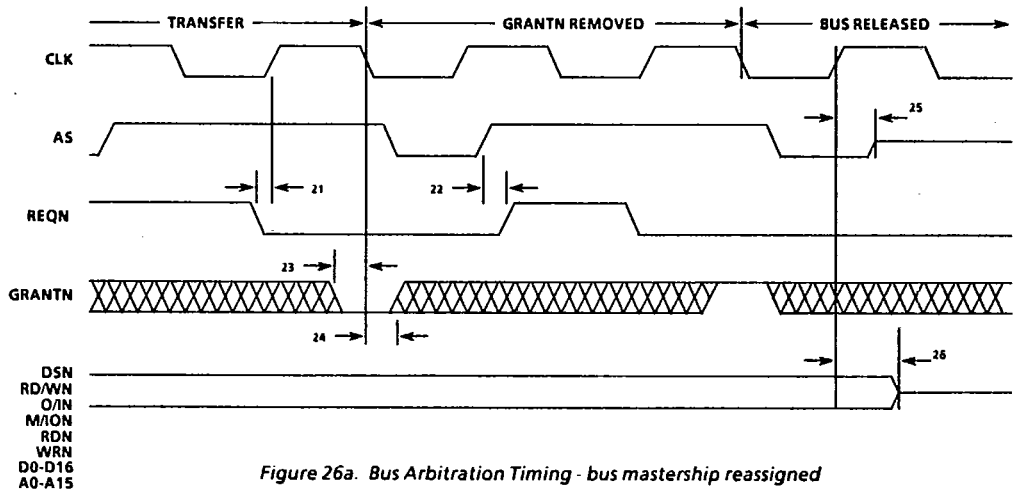 TRANSFER GRANTN REMOVED BUS RELEASED
CLK
AS
25
REQN
21
22
GRANTN
23
24
26
DSN
RD/WN
O/IN
M/ION
RDN
WRN
D0-D16
A0-A15
Figure 26a. Bus Arbitration Timing - bus mastership reassigned